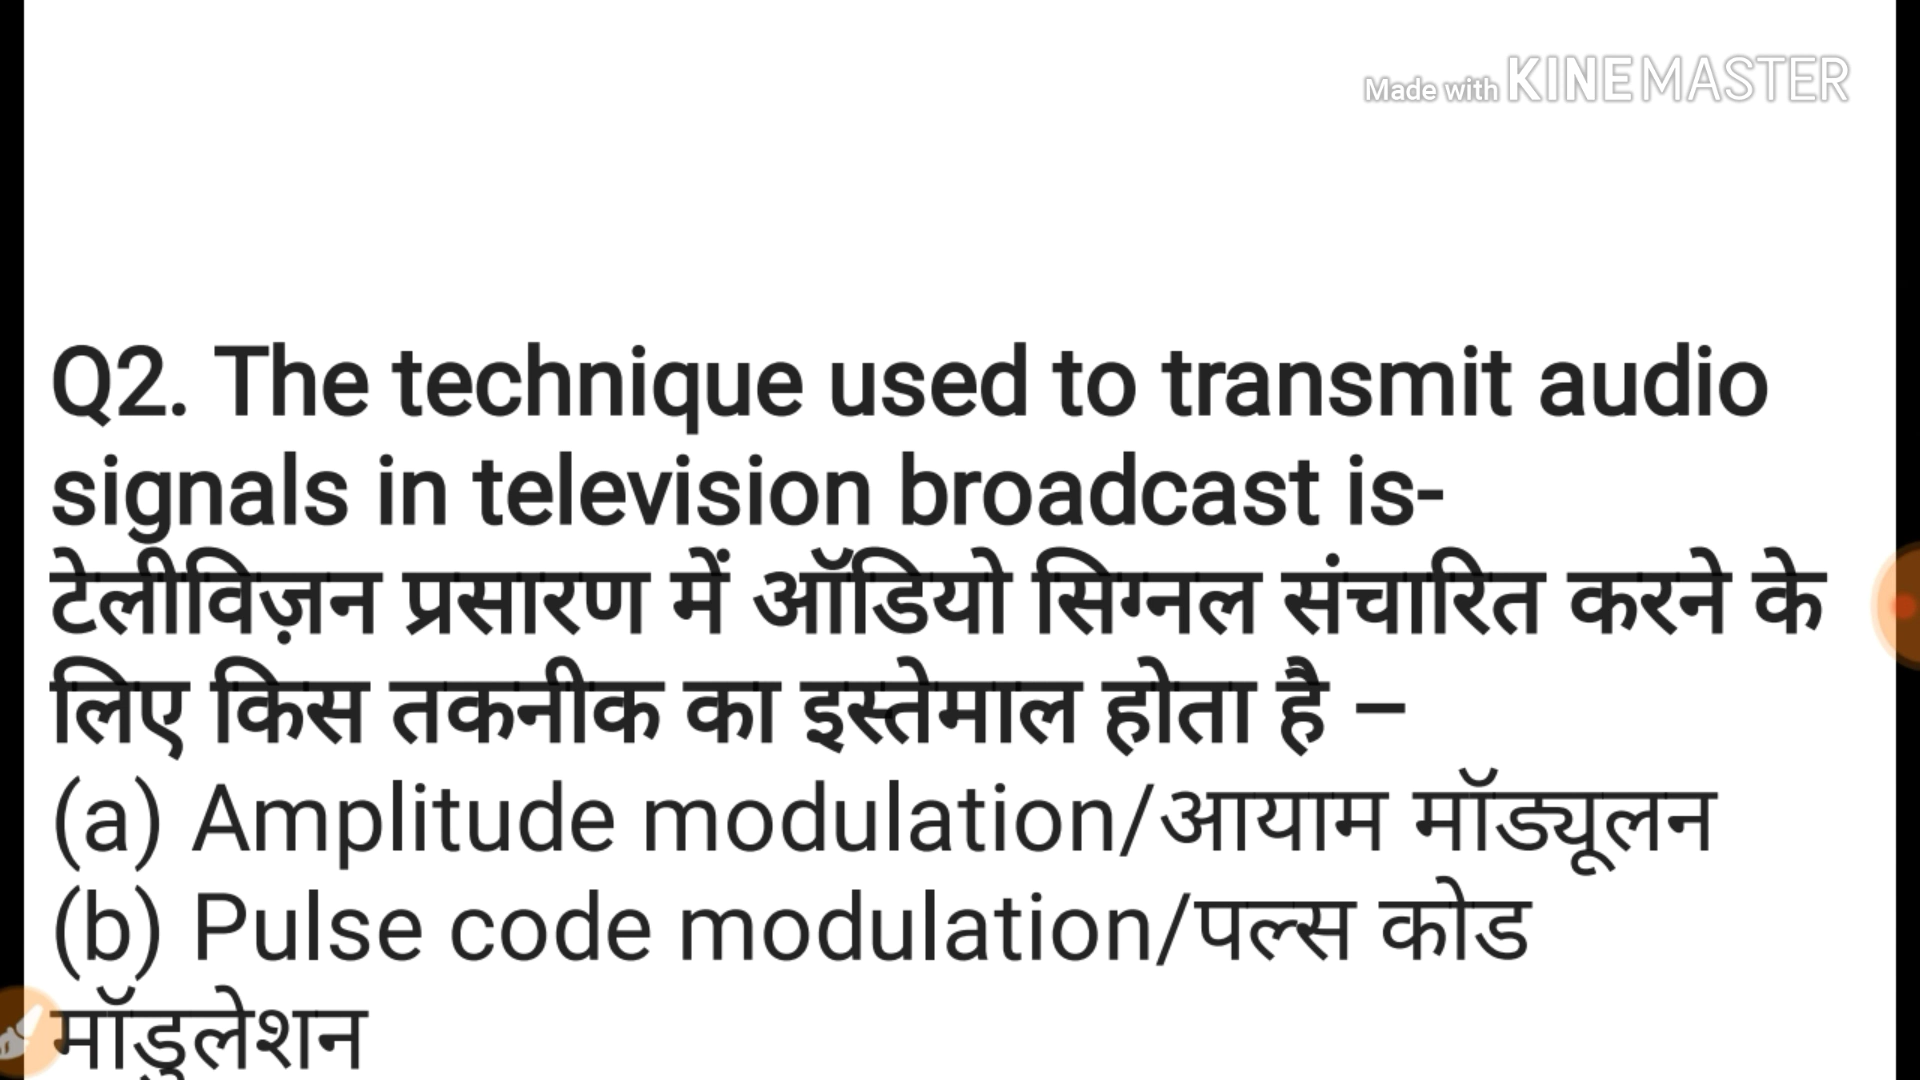 Made with KINEMASTER
Q2. The technique used to transmit audio
signals in television broadcast is-
टेलीविज़न प्रसारण में ऑडियो सिग्नल संचारित करने के
लिए किस तकनीक का इस्तेमाल होता है –
(a) Amplitude modulation/आयाम मॉड्यूलन
(b) Pulse code modulation/पल्स कोड
मॉडुलेशन